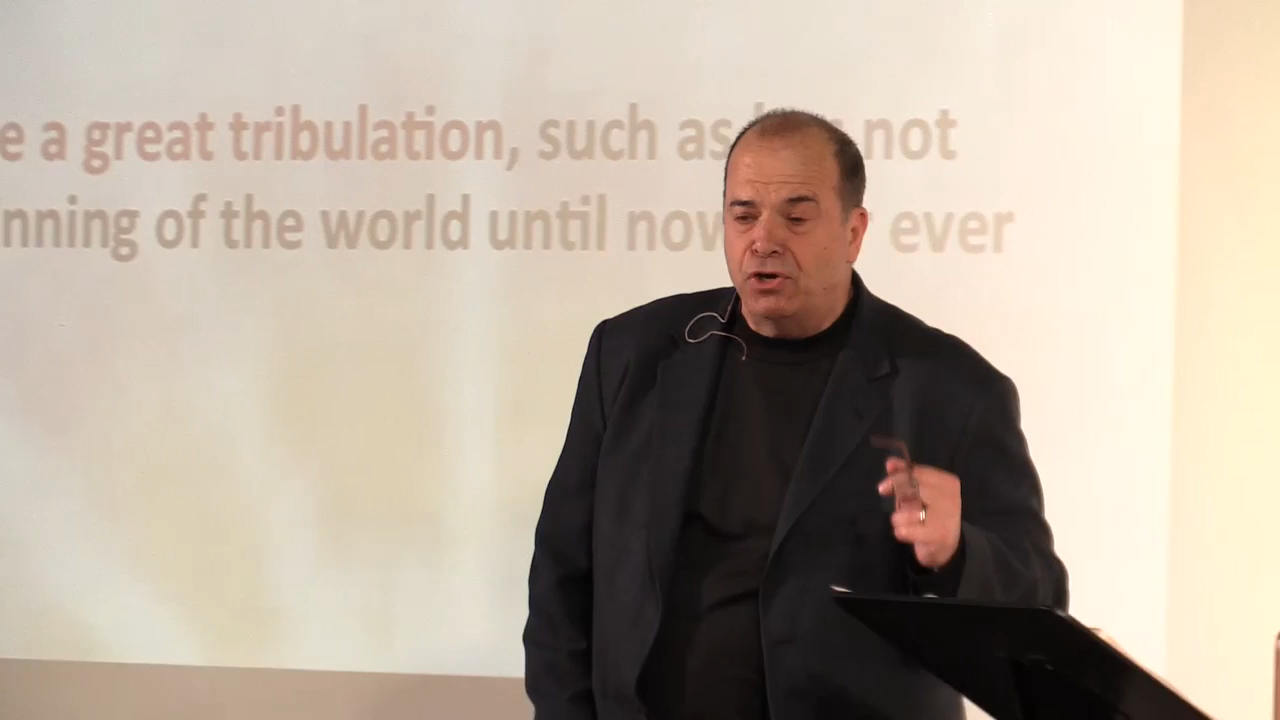 e a great tribulation, such as not
nning of the world until now ever